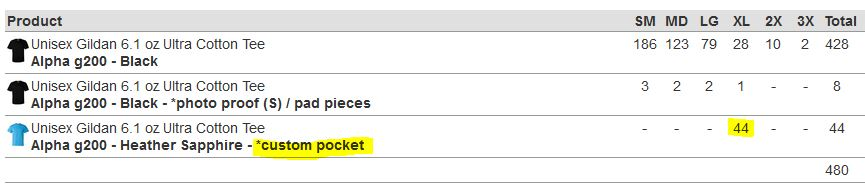 Product SM MD LG XL 2X 3X Total
Unisex Gildan 6.1 oz Ultra Cotton Tee 186 123 79 28 10 2 428
Alpha g200 - Black
Unisex Gildan 6.1 oz Ultra Cotton Tee 3 2 2 1 - - 8
Alpha g200 - Black - *photo proof (S) / pad pieces
Unisex Gildan 6.1 oz Ultra Cotton Tee - - - 44 - - 44
Alpha g200 - Heather Sapphire - *custom pocket
480